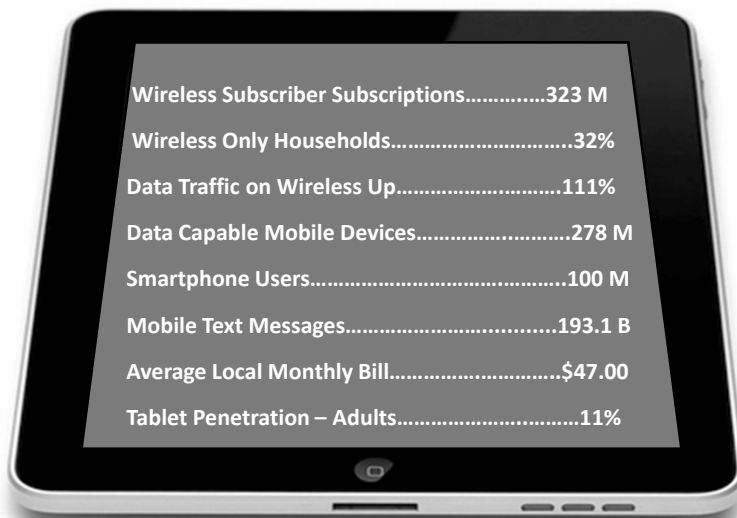 Wireless Subscriber Subscriptions………..…323 M
Wireless Only Households………………………..32%
Data Traffic on Wireless Up…………….……….111%
Data Capable Mobile Devices……………..……….278 M
Smartphone Users………………………….………..100 M
Mobile Text Messages…………………...........193.1 B
Average Local Monthly Bill…………….…………..$47.00
Tablet Penetration – Adults…………………..………11%